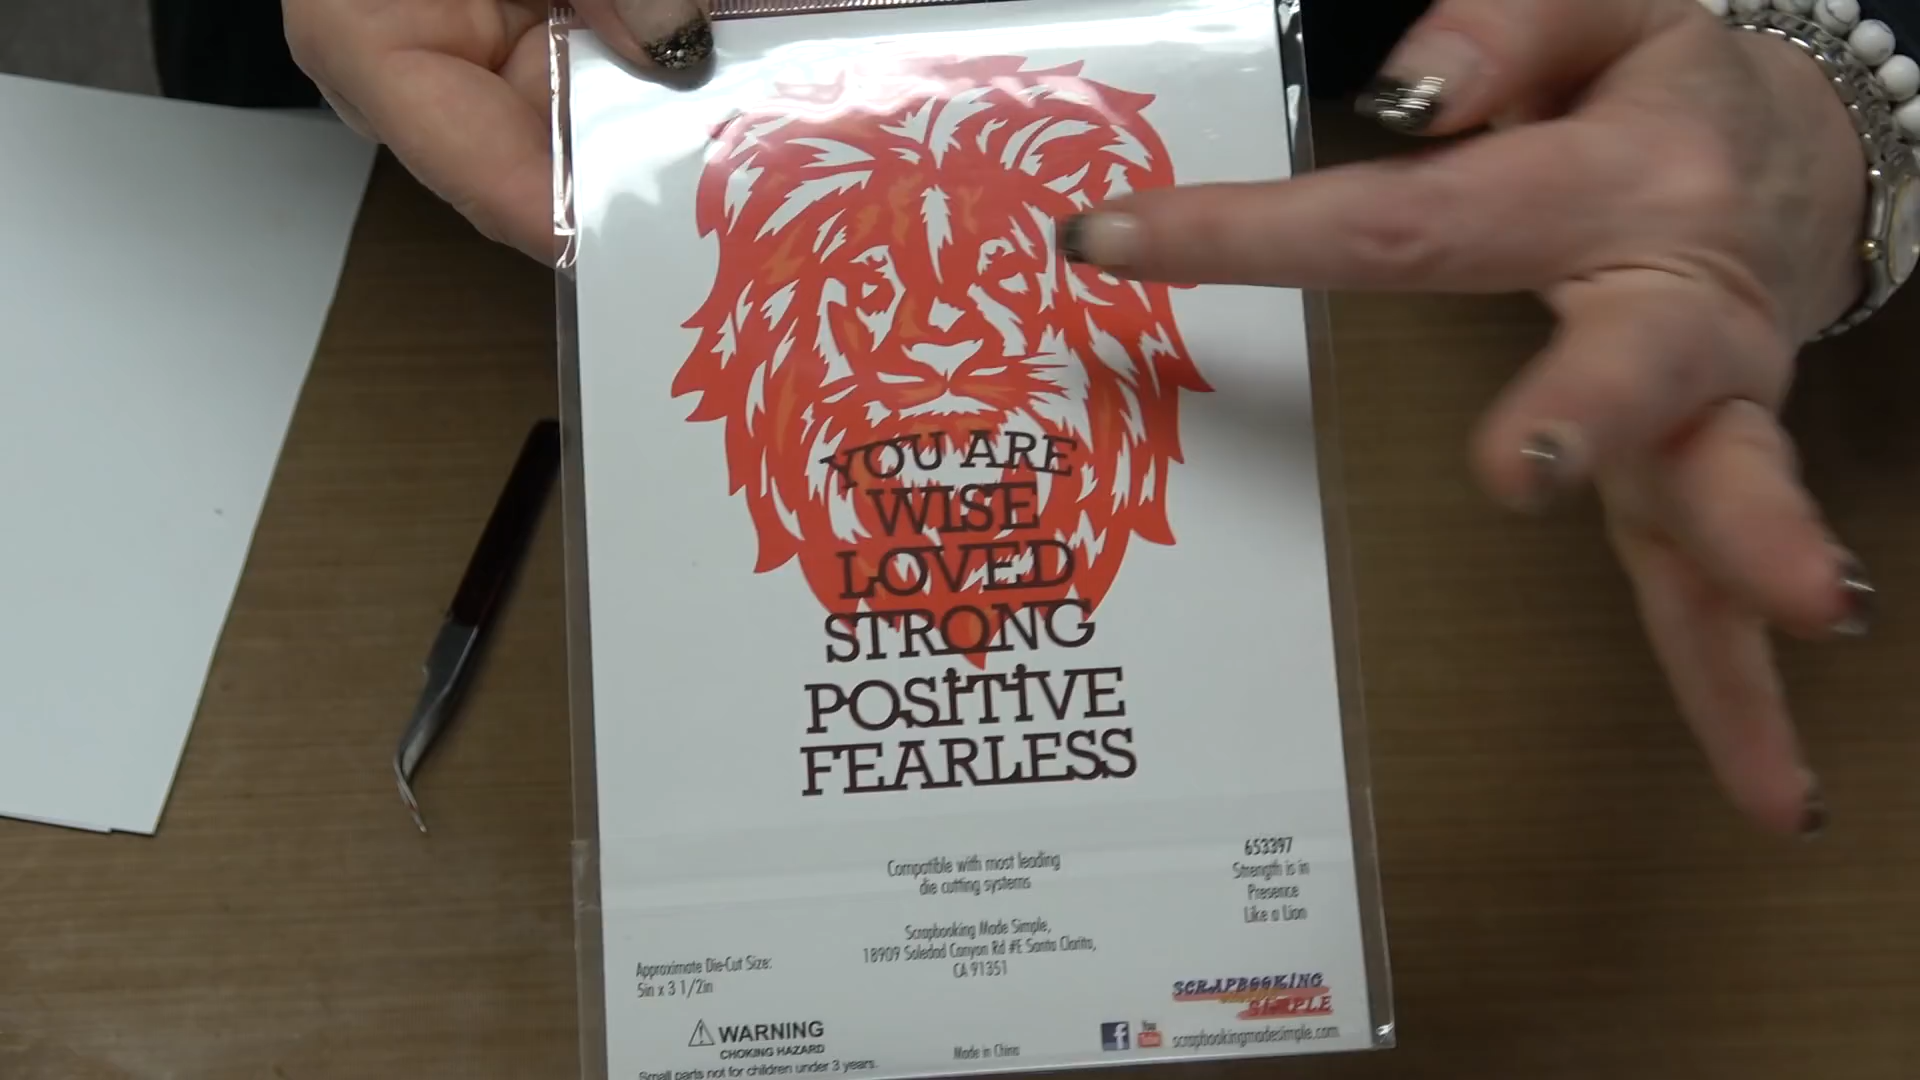 YOU ARE
WISE
LOVED
STRONG
POSiTiVE
FEARLESS
Compatible with most leading
die cutting systems
653397
Strength is in
Presence
Like a Lion
Scrapbooking Made Simple,
18909 Soledad Canyon Rd #E Santa Clarita,
CA 91351
Approximate Die-Cut Size:
5in x 3 1/2in
SCRAPBOOKING
SIMPLE
WARNING
CHOKING HAZARD
Small parts not for children under 3 years.
Made in China
f
You
Tube
scrapbookingmadesimple.com